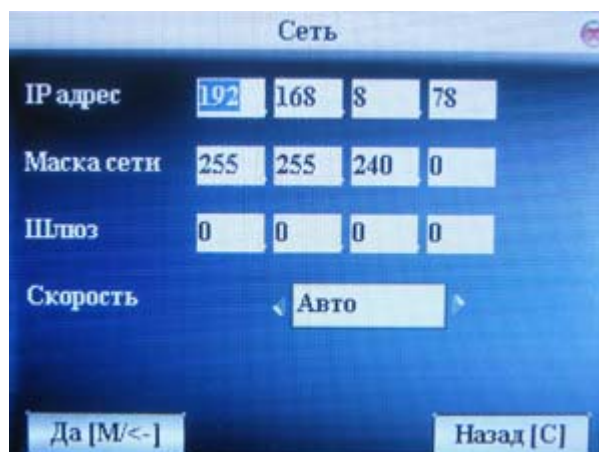 Сеть
IP адрес 192 168 8 78
Маска сети 255 255 240 0
Шлюз 0 0 0 0
Скорость Авто
Да [M/<-] Назад [C]